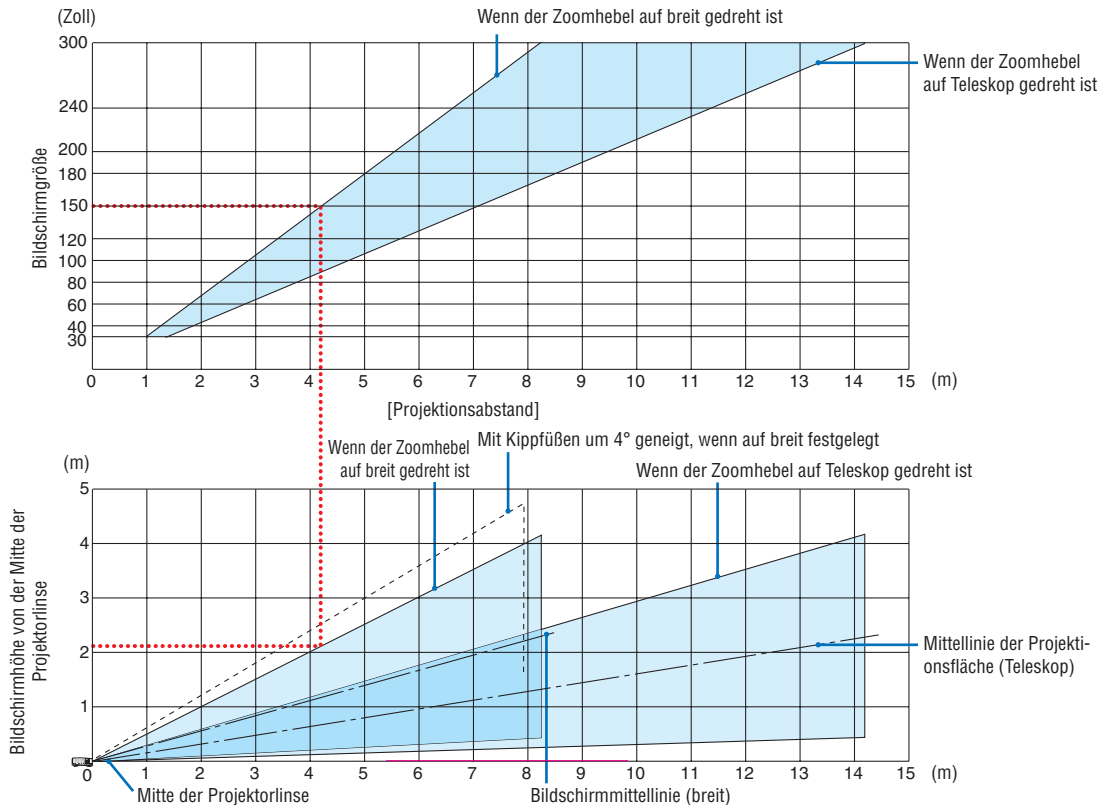 (Zoll)
Wenn der Zoomhebel auf breit gedreht ist
300
240
200
180
150
120
100
80
60
40
30
Bildschirmgröße
Wenn der Zoomhebel
auf Teleskop gedreht ist
0 1 2 3 4 5 6 7 8 9 10 11 12 13 14 15 (m)
[Projektionsabstand]
(m)
Wenn der Zoomhebel
auf breit gedreht ist
Mit Kippfüßen um 4° geneigt, wenn auf breit festgelegt
Wenn der Zoomhebel auf Teleskop gedreht ist
5
4
3
2
1
Bildschirmhöhe von der Mitte der
Projektorlinse
Mittellinie der Projekti-
onsfläche (Teleskop)
0 1 2 3 4 5 6 7 8 9 10 11 12 13 14 15 (m)
Mitte der Projektorlinse
Bildschirmmittellinie (breit)